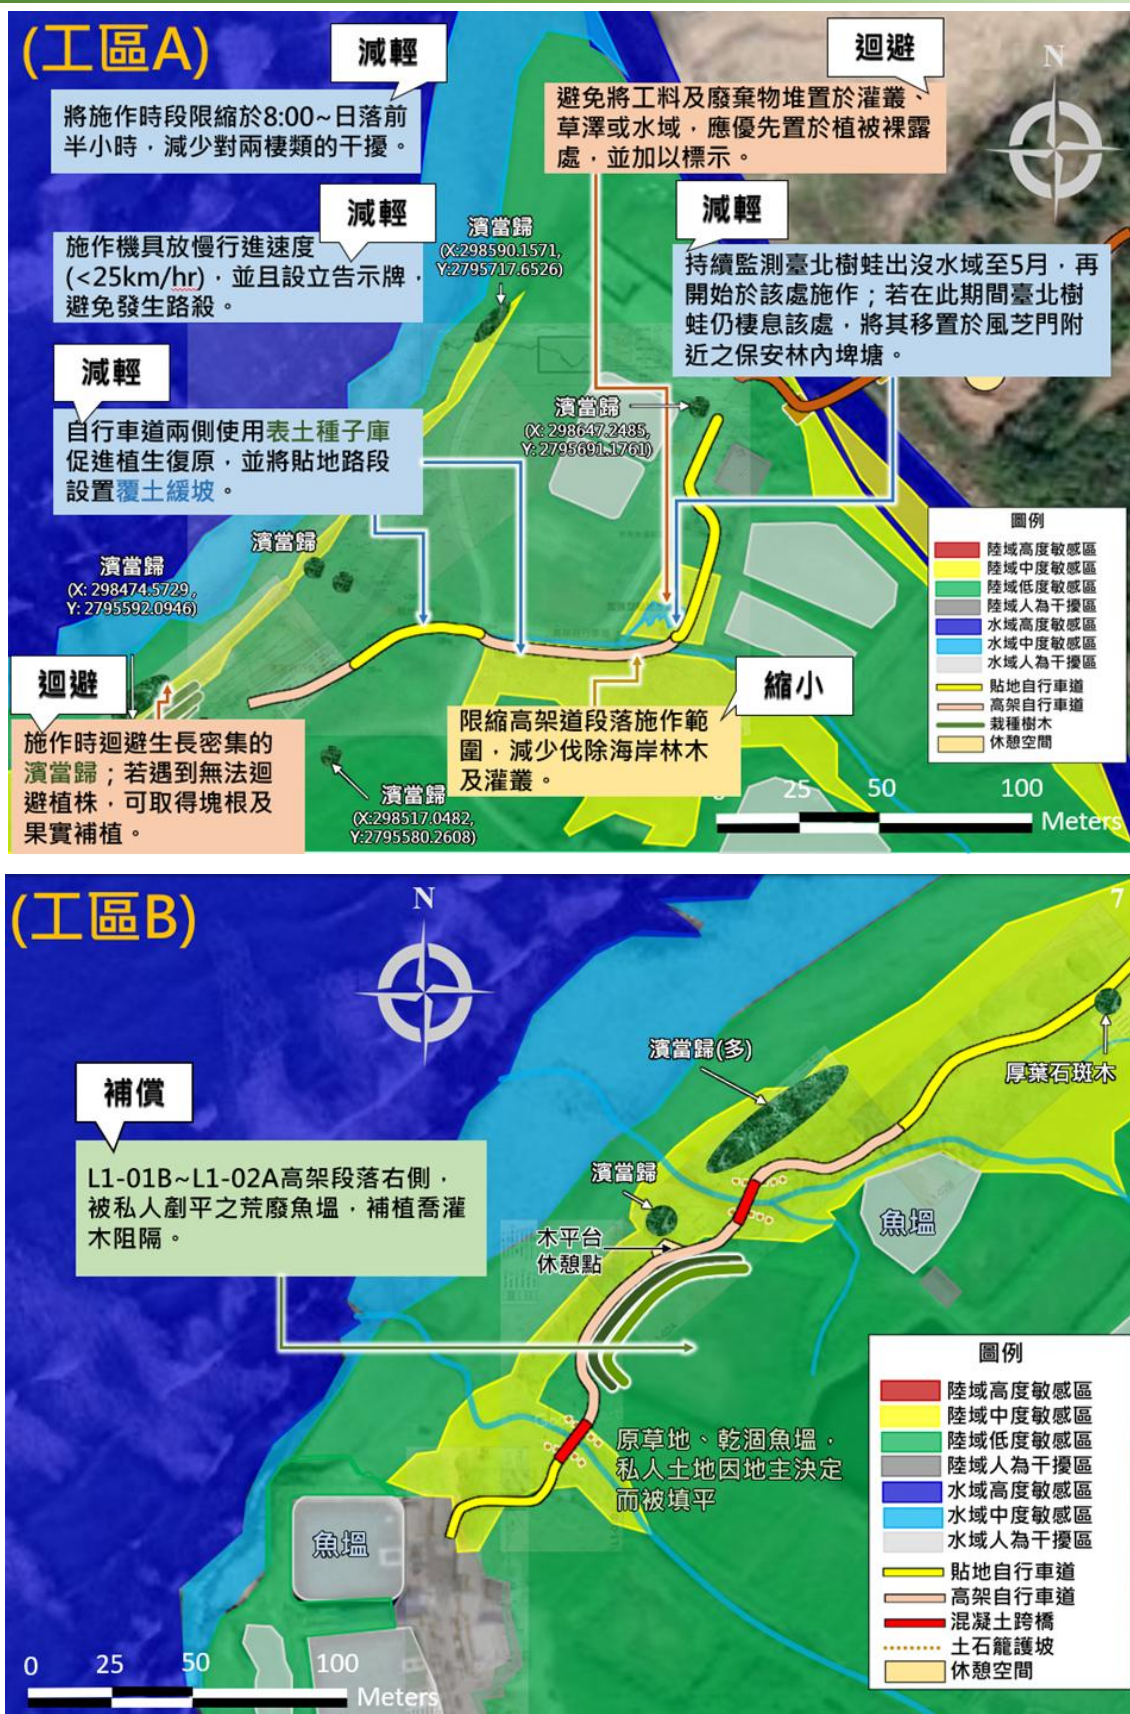 (工區A)
減輕
將施作時段限縮於8:00~日落前
半小時，減少對兩棲類的干擾。
迴避
避免將工料及廢棄物堆置於灌叢、
草澤或水域，應優先置於植被裸露
處，並加以標示。
N
減輕
施作機具放慢行進速度
(<25km/hr)，並且設立告示牌，
避免發生路殺。
濱當歸
(X:298590.1571,
Y:2795717.6526)
減輕
持續監測臺北樹蛙出沒水域至5月，再
開始於該處施作；若在此期間臺北樹
蛙仍棲息該處，將其移置於風芝門附
近之保安林內埤塘。
減輕
自行車道兩側使用表土種子庫
促進植生復原，並將貼地路段
設置覆土緩坡。
濱當歸
(X: 298647.2485,
Y: 2795691.1761)
濱當歸
濱當歸
(X: 298474.5729,
Y: 2795592.0946)
迴避
施作時迴避生長密集的
濱當歸；若遇到無法迴
避植株，可取得塊根及
果實補植。
縮小
限縮高架道段落施作範
圍，減少伐除海岸林木
及灌叢。
濱當歸
(X:298517.0482,
Y:2795580.2608)
圖例
陸域高度敏感區
陸域中度敏感區
陸域低度敏感區
陸域人為干擾區
水域高度敏感區
水域中度敏感區
水域人為干擾區
貼地自行車道
高架自行車道
栽種樹木
休憩空間
25 50 100
Meters
(工區B)
N
7
補償
L1-01B~L1-02A高架段落右側，
被私人剷平之荒廢魚塭，補植喬灌
木阻隔。
濱當歸(多)
厚葉石斑木
濱當歸
木平台
休憩點
魚塭
原草地、乾涸魚塭，
私人土地因地主決定
而被填平
魚塭
圖例
陸域高度敏感區
陸域中度敏感區
陸域低度敏感區
陸域人為干擾區
水域高度敏感區
水域中度敏感區
水域人為干擾區
貼地自行車道
高架自行車道
混凝土跨橋
土石籠護坡
休憩空間
0 25 50 100
Meters